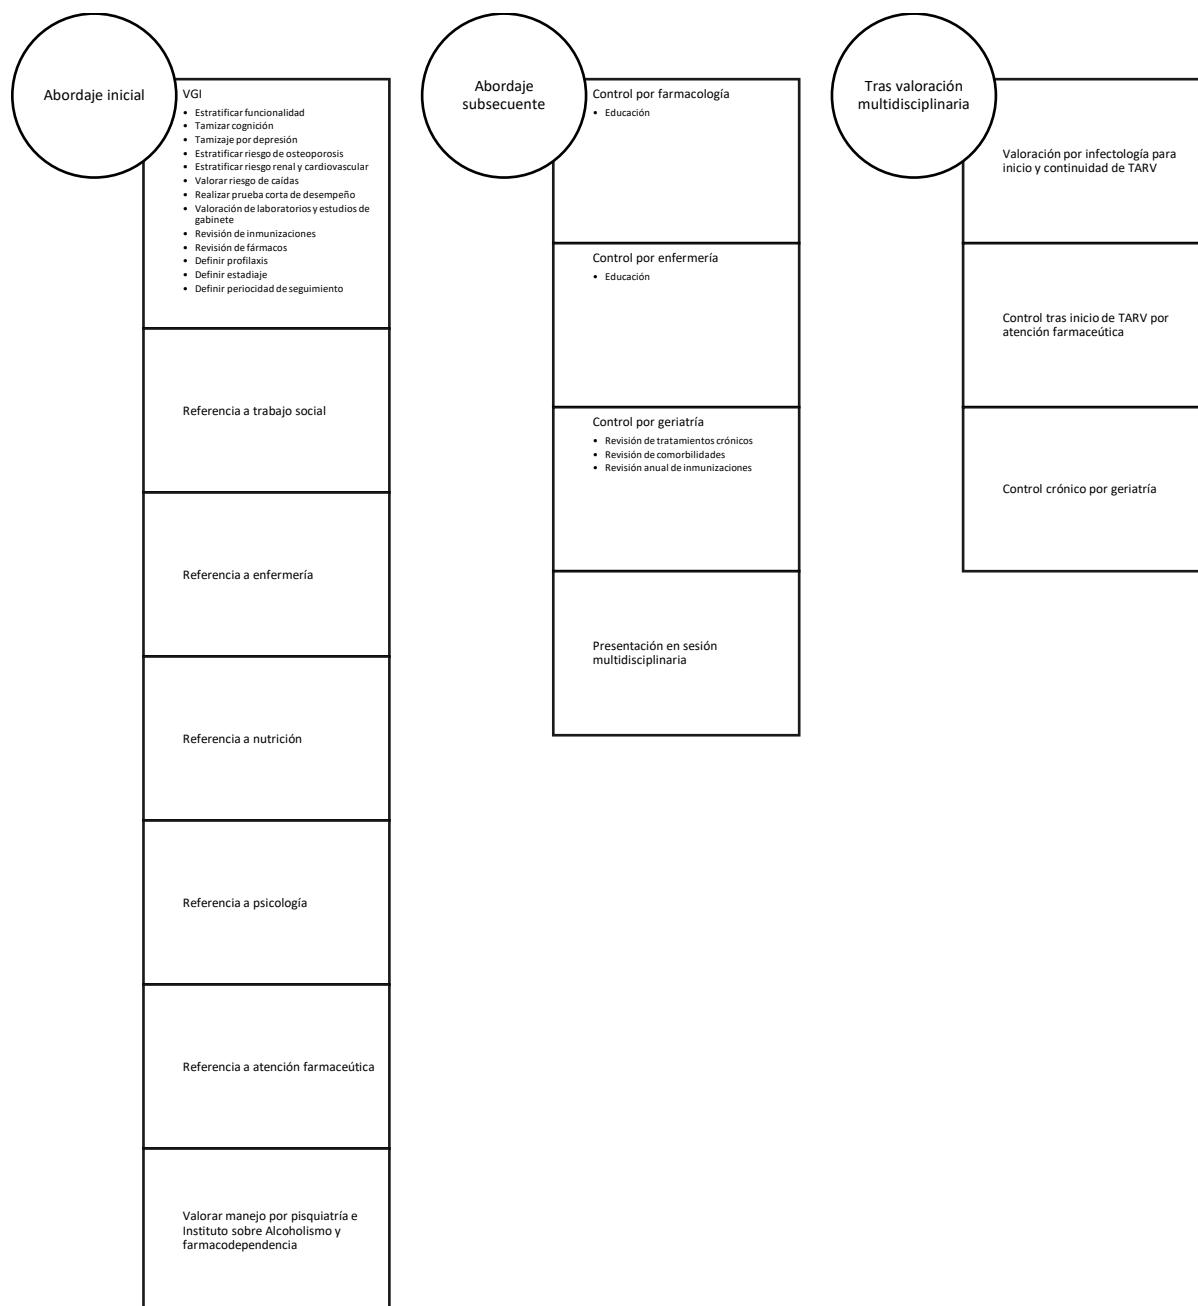 Abordaje inicial
VGI
• Estratificar funcionalidad
• Tamizar cognición
• Tamizaje por depresión
• Estratificar riesgo de osteoporosis
• Estratificar riesgo renal y cardiovascular
• Valorar riesgo de caídas
• Realizar prueba corta de desempeño
• Valoración de laboratorios y estudios de
gabinete
• Revisión de inmunizaciones
• Revisión de fármacos
• Definir profilaxis
• Definir estadiaje
• Definir periocidad de seguimiento
Referencia a trabajo social
Referencia a enfermería
Referencia a nutrición
Referencia a psicología
Referencia a atención farmaceútica
Valorar manejo por pisquiatría e
Instituto sobre Alcoholismo y
farmacodependencia
Abordaje
subsecuente
Control por farmacología
• Educación
Control por enfermería
• Educación
Control por geriatría
• Revisión de tratamientos crónicos
• Revisión de comorbilidades
• Revisión anual de inmunizaciones
Presentación en sesión
multidisciplinaria
Tras valoración
multidisciplinaria
Valoración por infectología para
inicio y continuidad de TARV
Control tras inicio de TARV por
atención farmaceútica
Control crónico por geriatría